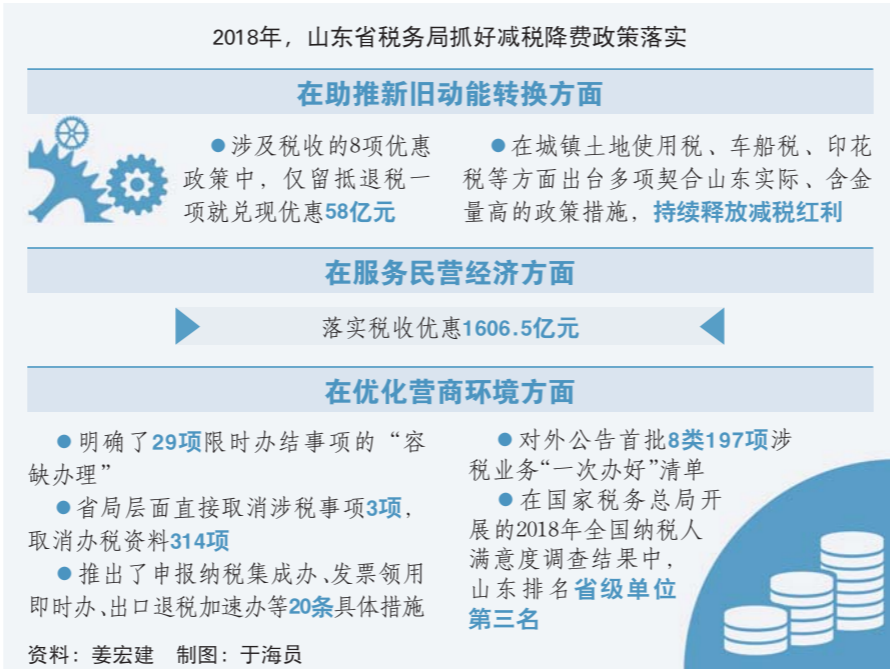 2018年，山东省税务局抓好减税降费政策落实
在助推新旧动能转换方面
●涉及税收的8项优惠
政策中，仅留抵退税一
项就兑现优惠58亿元
●在城镇土地使用税、车船税、印花
税等方面出台多项契合山东实际、含金
量高的政策措施，持续释放减税红利
在服务民营经济方面
落实税收优惠1606.5亿元
在优化营商环境方面
●明确了29项限时办结事项的“容
缺办理”
●省局层面直接取消涉税事项3项，
取消办税资料314项
●推出了申报纳税集成办、发票领用
即时办、出口退税加速办等20条具体措施
●对外公告首批8类197项涉
税业务“一次办好”清单
●在国家税务总局开
展的2018年全国纳税人
满意度调查结果中，
山东排名省级单位
第三名
资料：姜宏建　制图：于海员